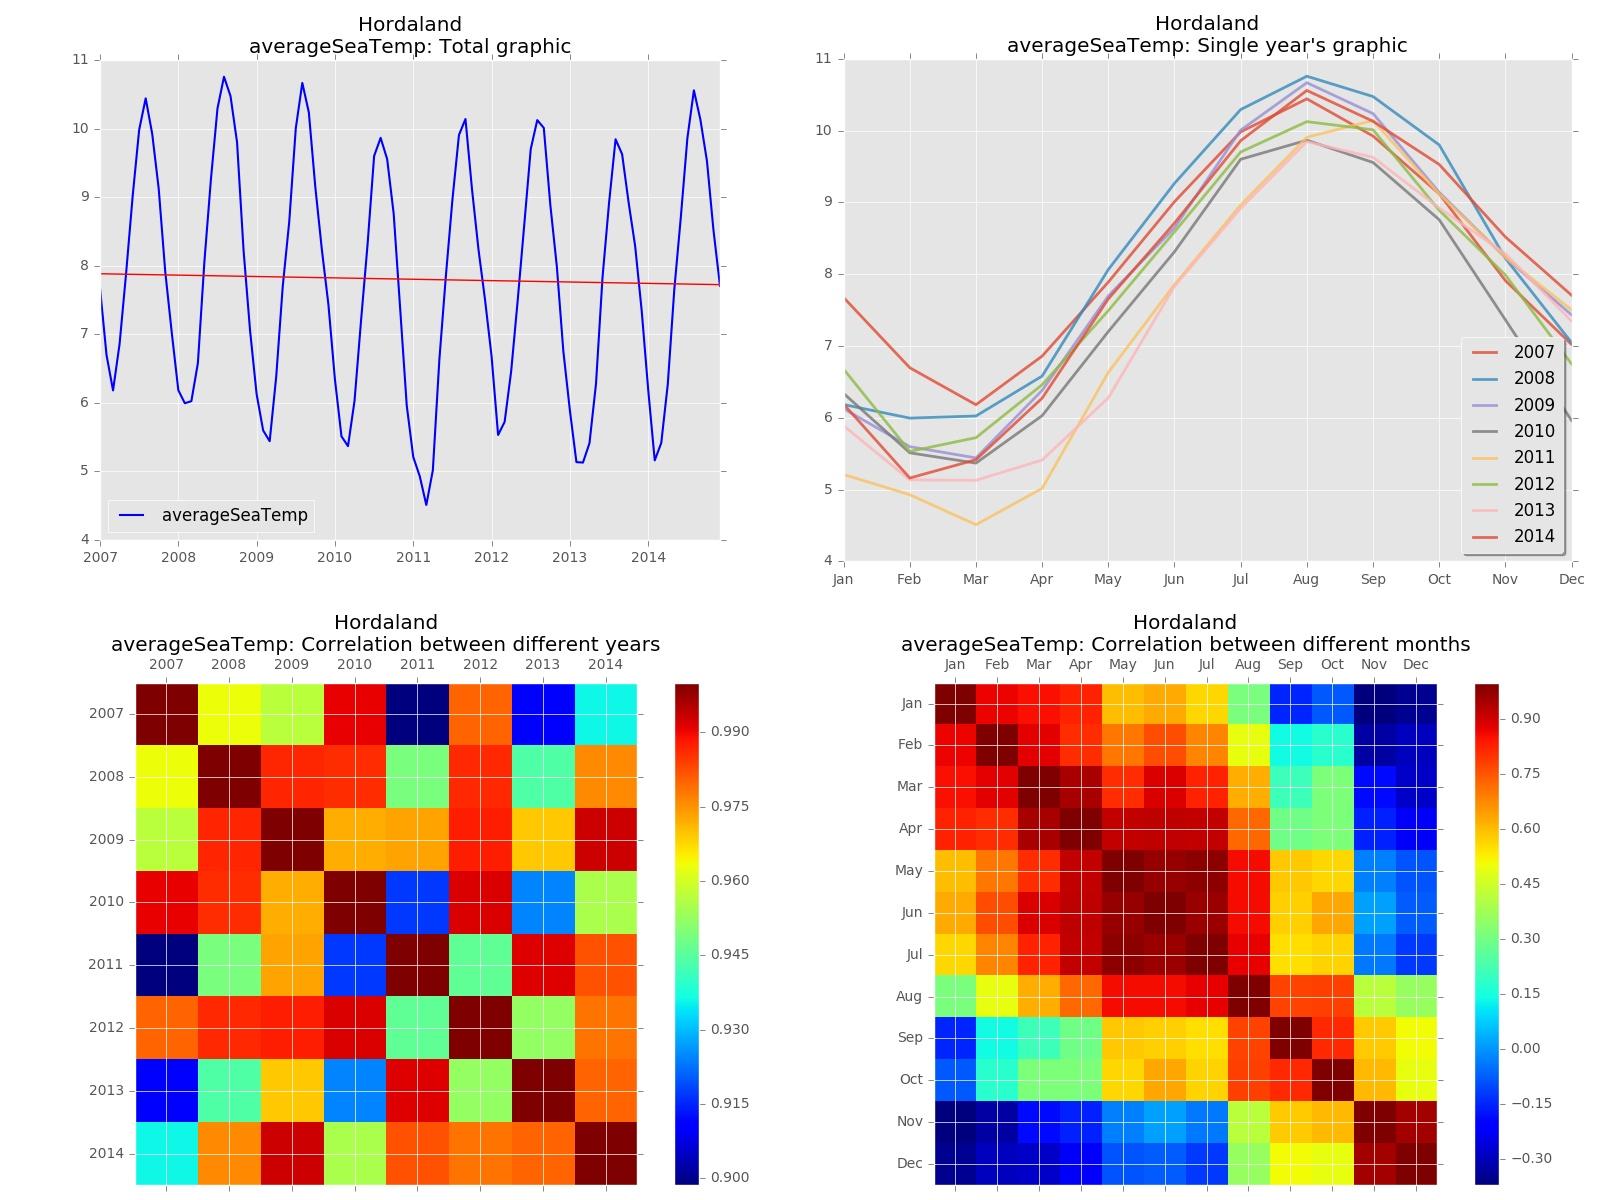 Hordaland
averageSeaTemp: Total graphic
11
10
9
8
7
6
5
4
averageSeaTemp
2007 2008 2009 2010 2011 2012 2013 2014
Hordaland
averageSeaTemp: Single year's graphic
11
10
9
8
7
6
5
4
2007
2008
2009
2010
2011
2012
2013
2014
Jan Feb Mar Apr May Jun Jul Aug Sep Oct Nov Dec
Hordaland
averageSeaTemp: Correlation between different years
2007 2008 2009 2010 2011 2012 2013 2014
2007
2008
2009
2010
2011
2012
2013
2014
0.990
0.975
0.960
0.945
0.930
0.915
0.900
Hordaland
averageSeaTemp: Correlation between different months
Jan Feb Mar Apr May Jun Jul Aug Sep Oct Nov Dec
Jan
Feb
Mar
Apr
May
Jun
Jul
Aug
Sep
Oct
Nov
Dec
0.90
0.75
0.60
0.45
0.30
0.15
0.00
−0.15
−0.30